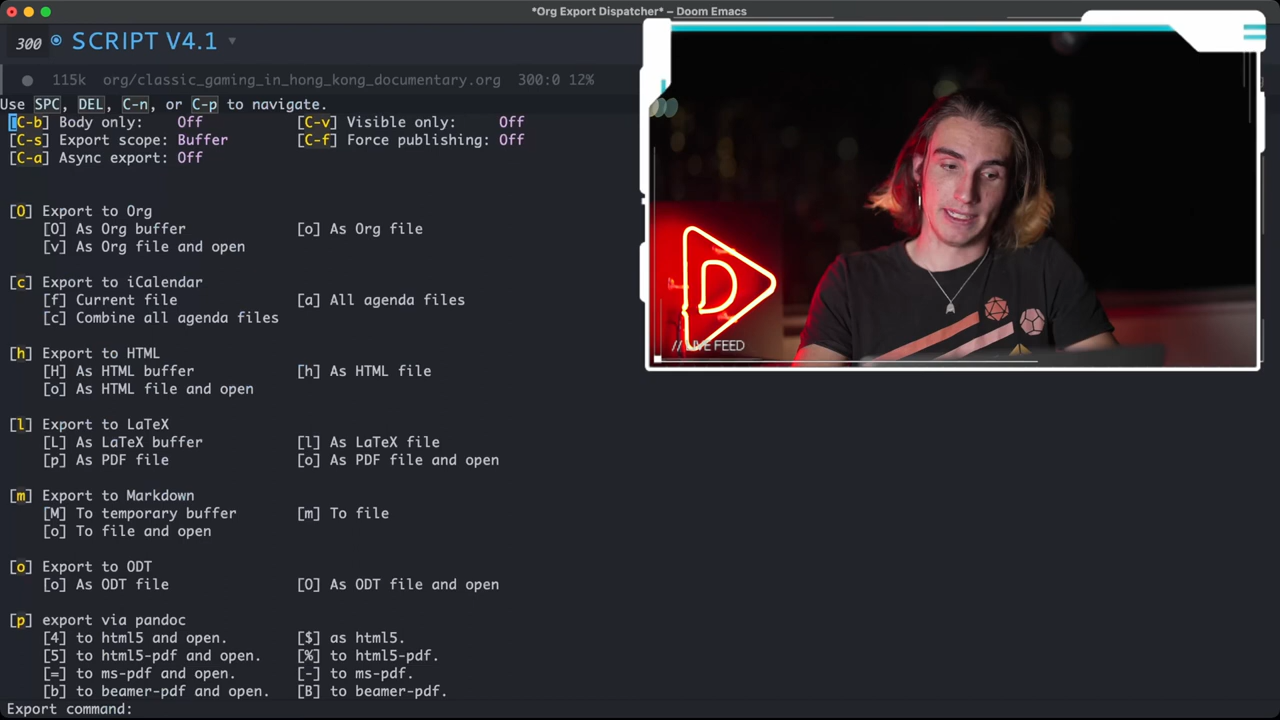 *Org Export Dispatcher* – Doom Emacs
300 SCRIPT V4.1
115k org/classic_gaming_in_hong_kong_documentary.org 300:0 12%
Use SPC, DEL, C-n, or C-p to navigate.
[C-b] Body only: Off [C-v] Visible only: Off
[C-s] Export scope: Buffer [C-f] Force publishing: Off
[C-a] Async export: Off
[O] Export to Org
[O] As Org buffer [o] As Org file
[v] As Org file and open
[c] Export to iCalendar
[f] Current file [a] All agenda files
[c] Combine all agenda files
[h] Export to HTML
[H] As HTML buffer [h] As HTML file
[o] As HTML file and open
[l] Export to LaTeX
[L] As LaTeX buffer [l] As LaTeX file
[p] As PDF file [o] As PDF file and open
[m] Export to Markdown
[M] To temporary buffer [m] To file
[o] To file and open
[o] Export to ODT
[o] As ODT file [O] As ODT file and open
[p] export via pandoc
[4] to html5 and open. [$] as html5.
[5] to html5-pdf and open. [%] to html5-pdf.
[=] to ms-pdf and open. [-] to ms-pdf.
[b] to beamer-pdf and open. [B] to beamer-pdf.
Export command:
D
// LIVE FEED